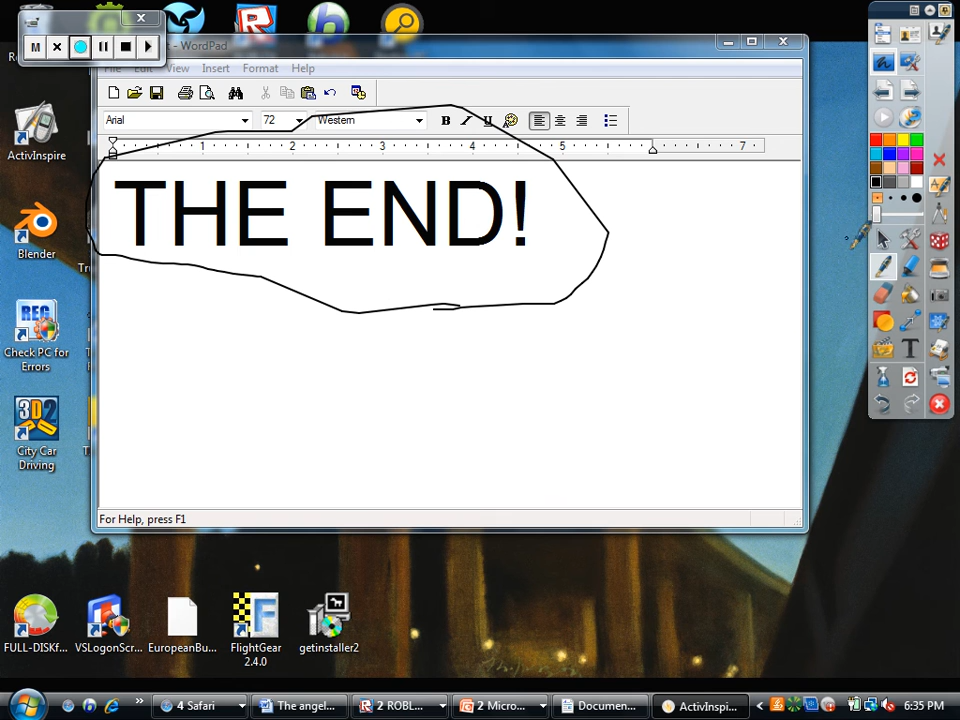 M
t - WordPad
File Edit View Insert Format Help
Arial 72 Western B I U
1 2 3 4 5 7
THE END!
For Help, press F1
ActivInspire
Blender
REG
Check PC for
Errors
3D2
City Car
Driving
FULL-DISKf...
VSLogonScr...
EuropeanBu...
FlightGear
2.4.0
getinstaller2
T
4 Safari
The angel...
2 ROBL...
2 Micro...
Documen...
ActivInspi...
6:35 PM